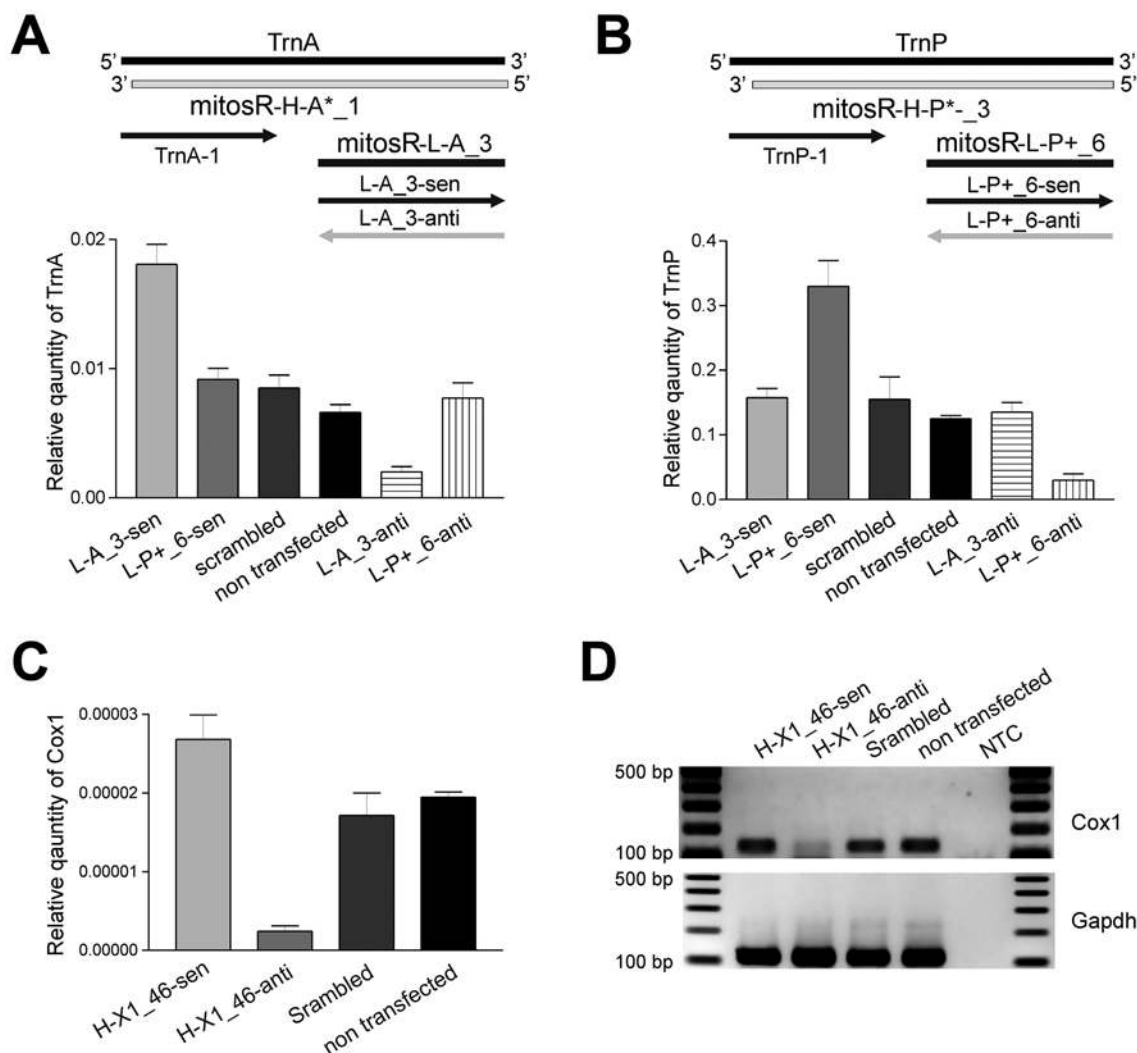 A
TrnA
5’ 3’
3’ 5’
mitosR-H-A*_1
TrnA-1
mitosR-L-A_3
L-A_3-sen
L-A_3-anti
Relative qauntity of TrnA
0.02
0.01
0.00
L-A_3-sen
L-P+_6-sen
scrambled
non transfected
L-A_3-anti
L-P+_6-anti
B
TrnP
5’ 3’
3’ 5’
mitosR-H-P*-_3
TrnP-1
mitosR-L-P+_6
L-P+_6-sen
L-P+_6-anti
Relative qauntity of TrnP
0.4
0.3
0.2
0.1
0.0
L-A_3-sen
L-P+_6-sen
scrambled
non transfected
L-A_3-anti
L-P+_6-anti
C
Relative qauntity of Cox1
0.00003
0.00002
0.00001
0.00000
H-X1_46-sen
H-X1_46-anti
Srambled
non transfected
D
H-X1_46-sen
H-X1_46-anti
Srambled
non transfected
NTC
500 bp
100 bp
Cox1
500 bp
100 bp
Gapdh